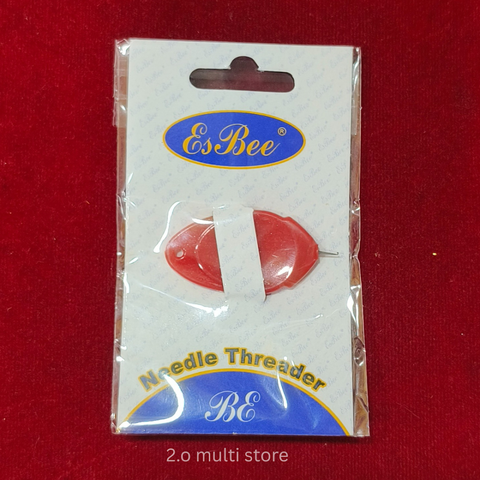 EsBee®
Needle Threader
BE
2.o multi store